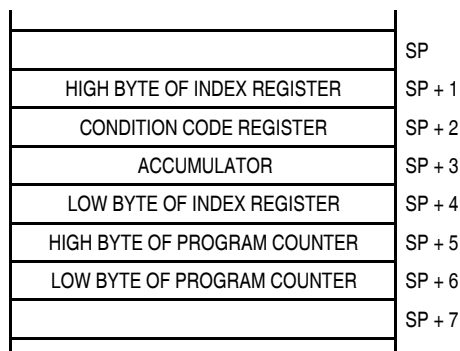 SP
HIGH BYTE OF INDEX REGISTER SP + 1
CONDITION CODE REGISTER SP + 2
ACCUMULATOR SP + 3
LOW BYTE OF INDEX REGISTER SP + 4
HIGH BYTE OF PROGRAM COUNTER SP + 5
LOW BYTE OF PROGRAM COUNTER SP + 6
SP + 7